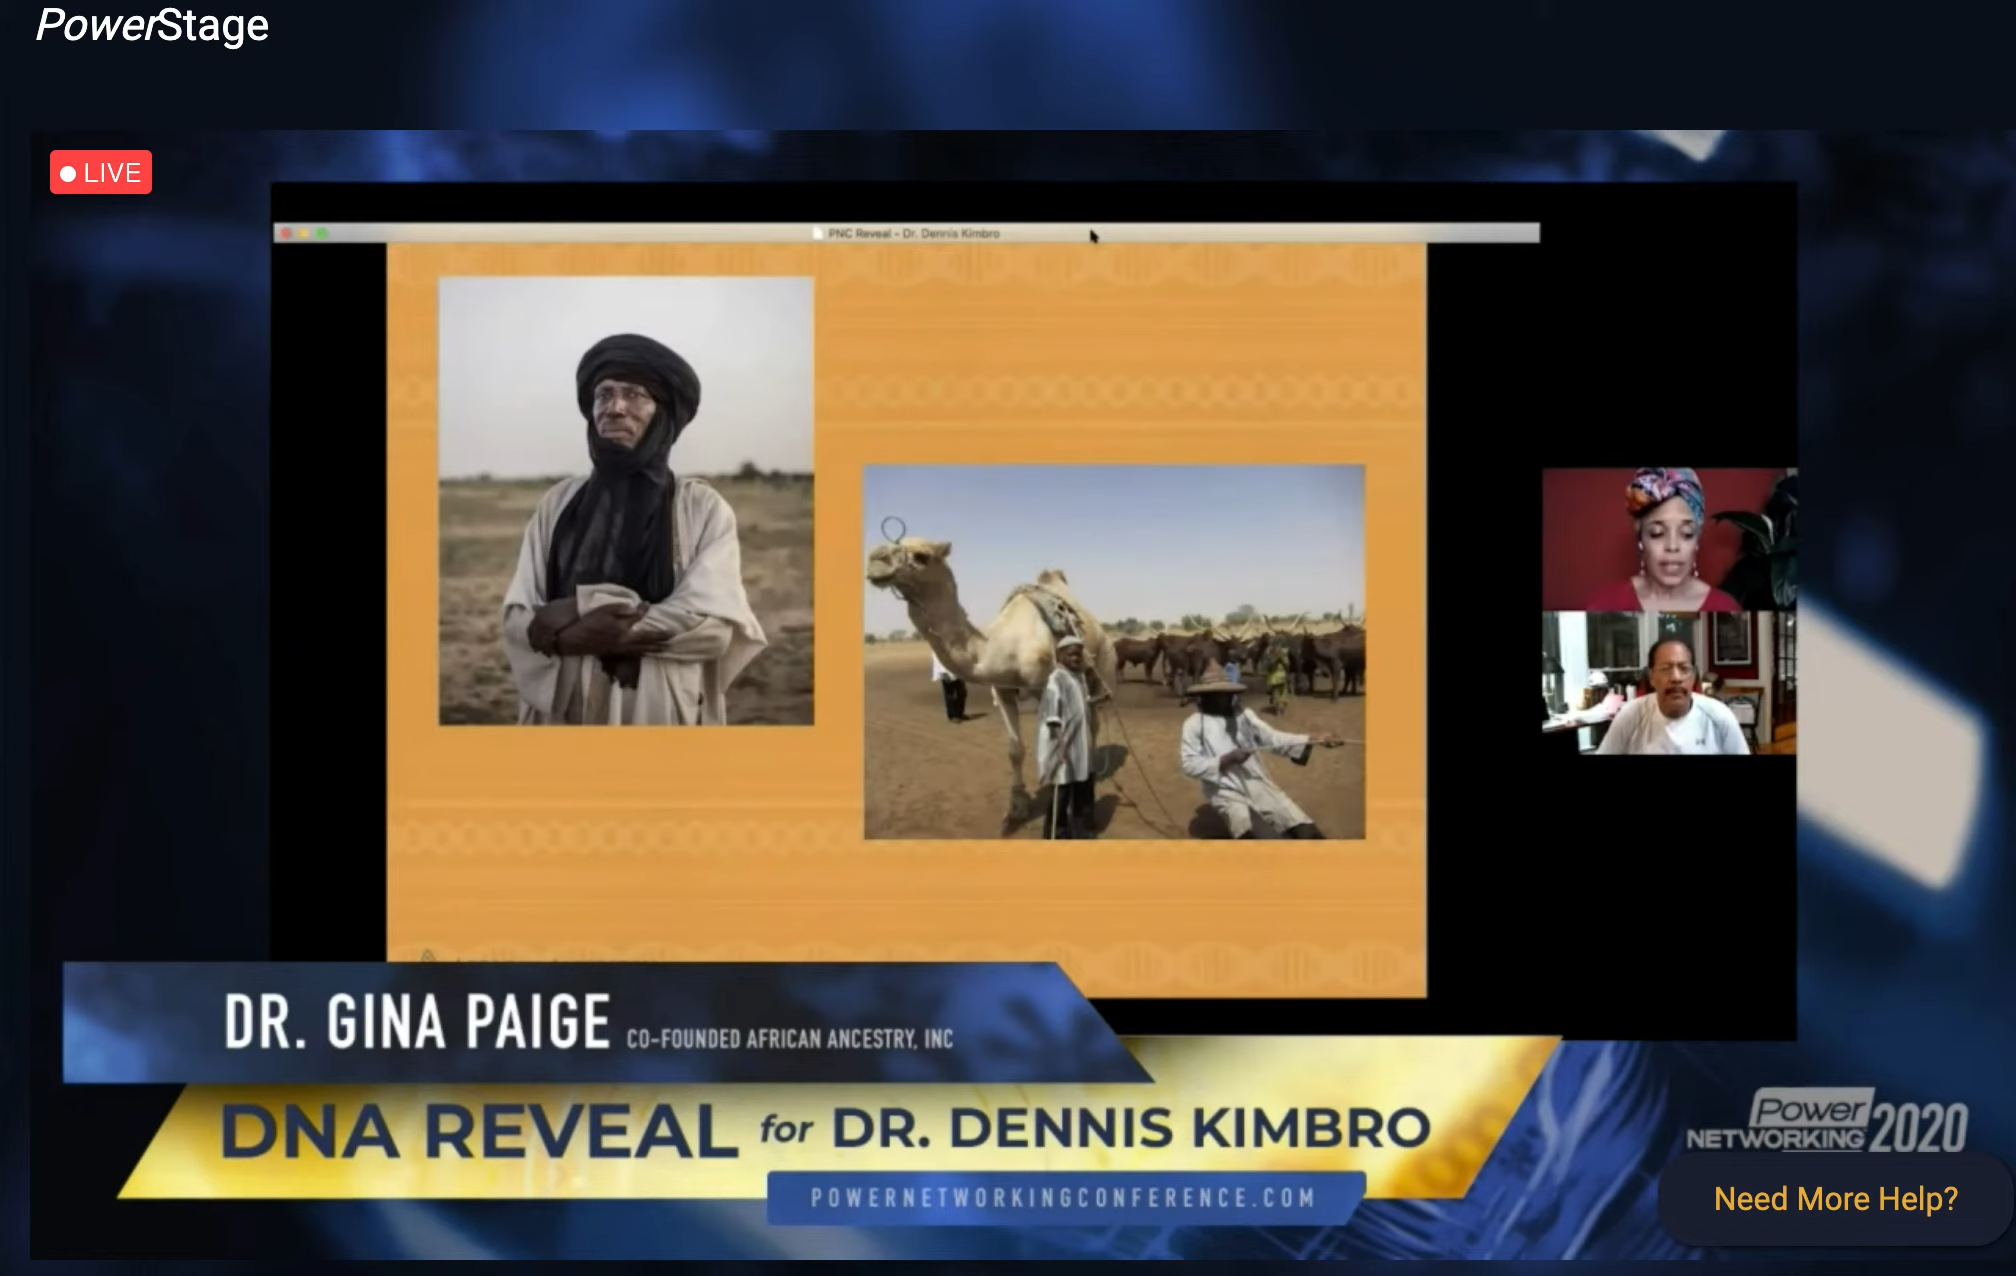 PowerStage
LIVE
PNC Reveal - Dr. Dennis Kimbro
DR. GINA PAIGE CO-FOUNDED AFRICAN ANCESTRY, INC
DNA REVEAL for DR. DENNIS KIMBRO
POWERNETWORKINGCONFERENCE.COM
Power
NETWORKING 2020
Need More Help?